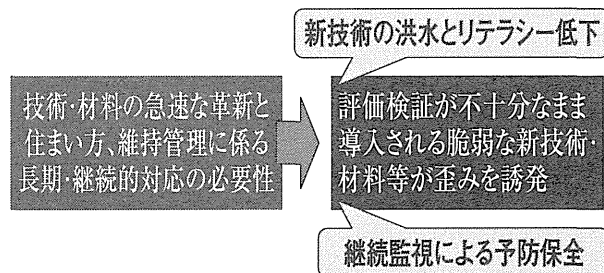 新技術の洪水とリテラシー低下
技術・材料の急速な革新と
住まい方、維持管理に係る
長期・継続的対応の必要性
評価検証が不十分なまま
導入される脆弱な新技術・
材料等が歪みを誘発
継続監視による予防保全